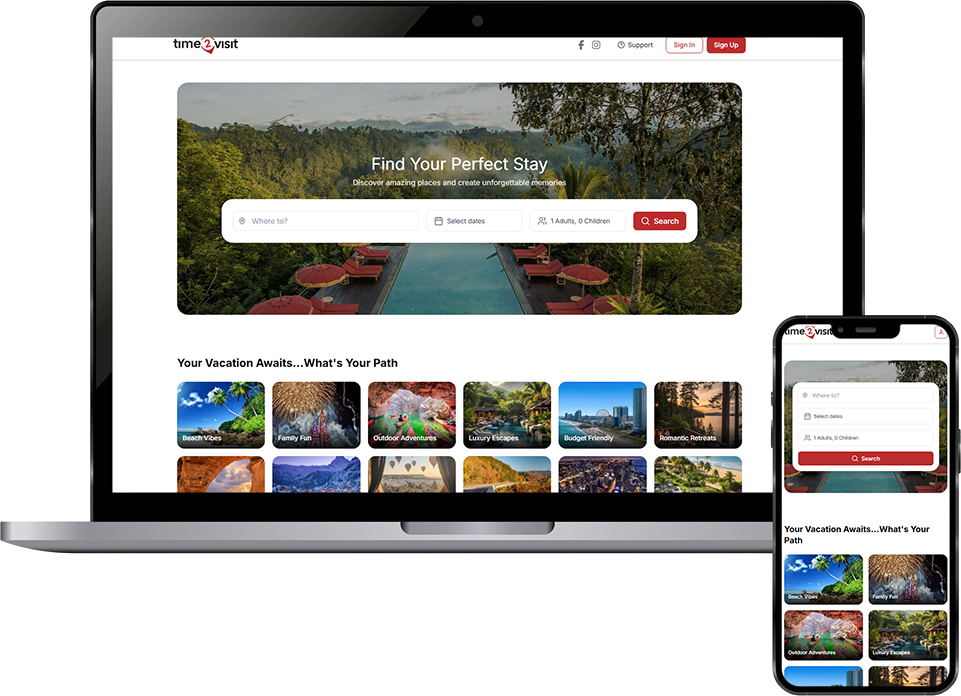 time2visit
Support
Sign In
Sign Up
Find Your Perfect Stay
Discover amazing places and create unforgettable memories
Where to?
Select dates
1 Adults, 0 Children
Search
Your Vacation Awaits...What's Your Path
Beach Vibes
Family Fun
Outdoor Adventures
Luxury Escapes
Budget Friendly
Romantic Retreats
time2visit
Where to?
Select dates
1 Adults, 0 Children
Search
Your Vacation Awaits...What's Your
Path
Beach Vibes
Family Fun
Outdoor Adventures
Luxury Escapes